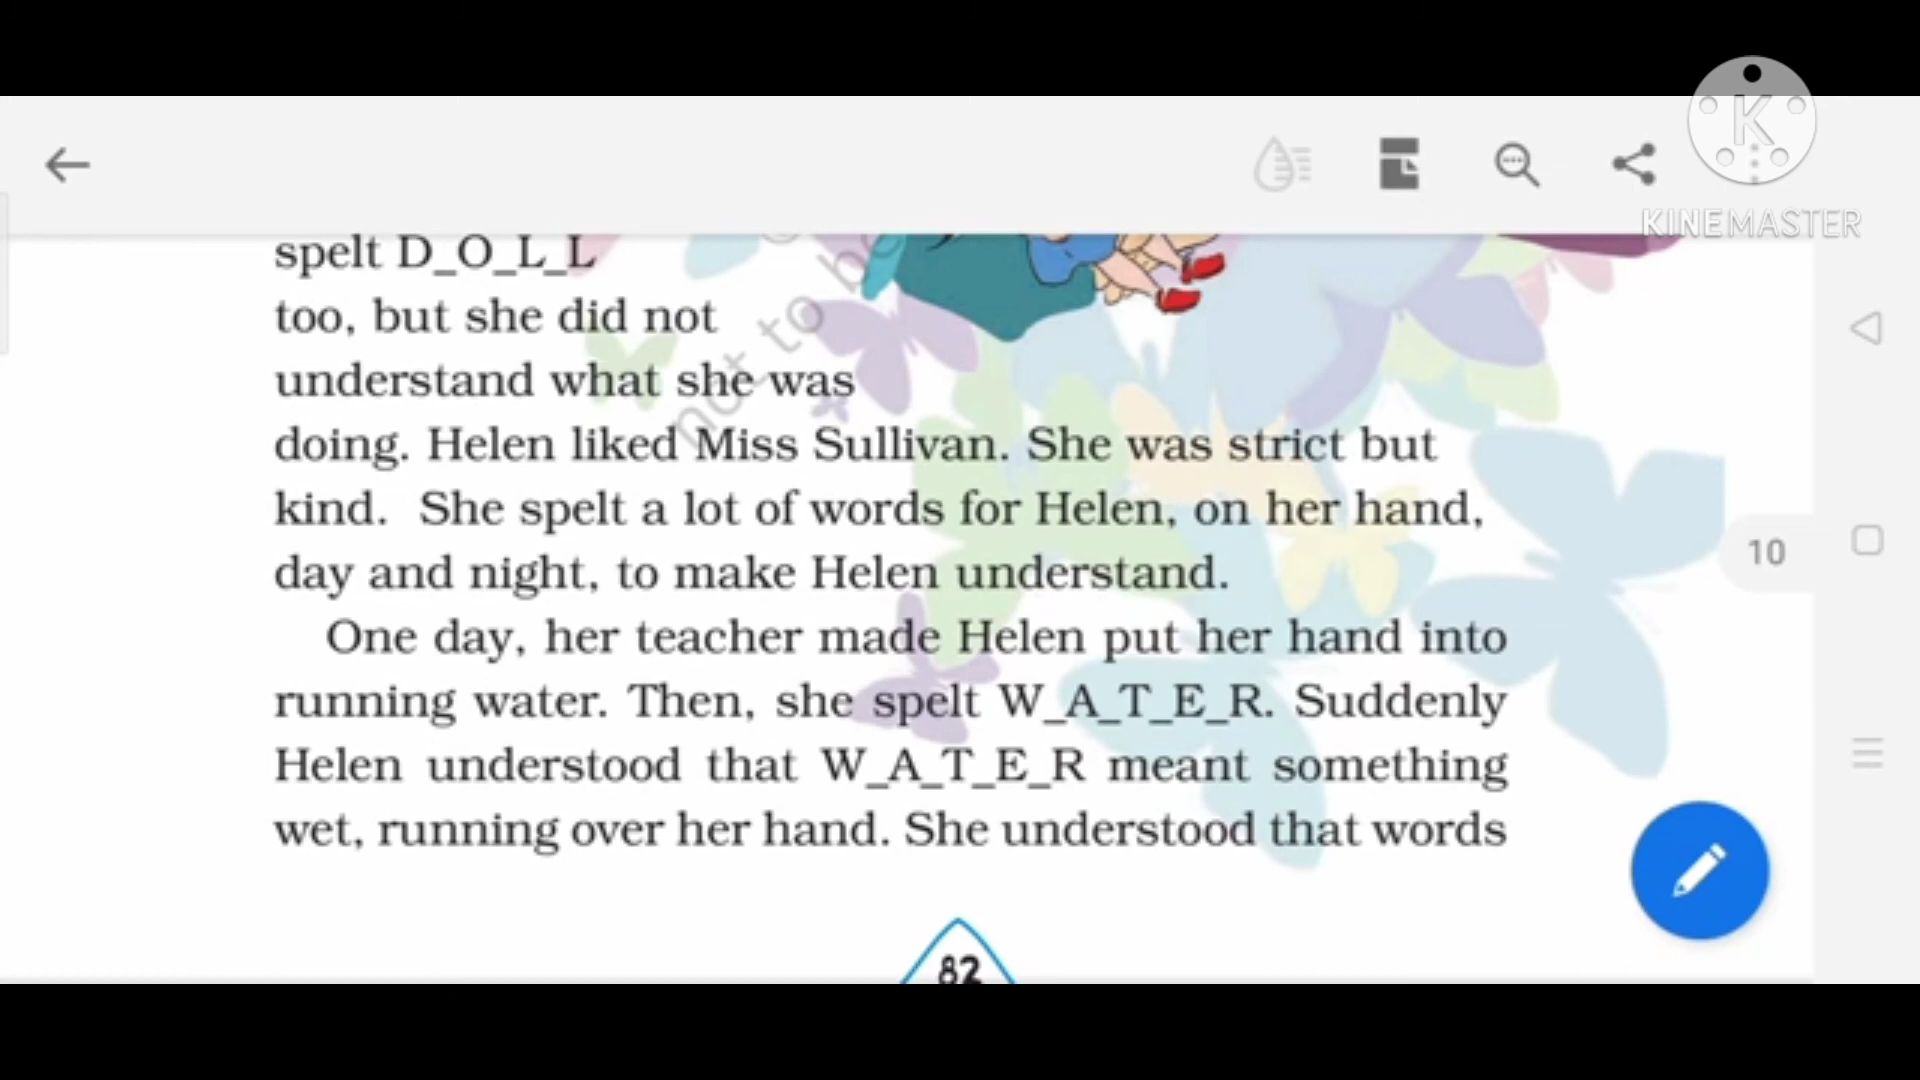 K
KINEMASTER
spelt D_O_L_L
too, but she did not
understand what she was
doing. Helen liked Miss Sullivan. She was strict but
kind. She spelt a lot of words for Helen, on her hand,
day and night, to make Helen understand.
One day, her teacher made Helen put her hand into
running water. Then, she spelt W_A_T_E_R. Suddenly
Helen understood that W_A_T_E_R meant something
wet, running over her hand. She understood that words
not to be
10
82